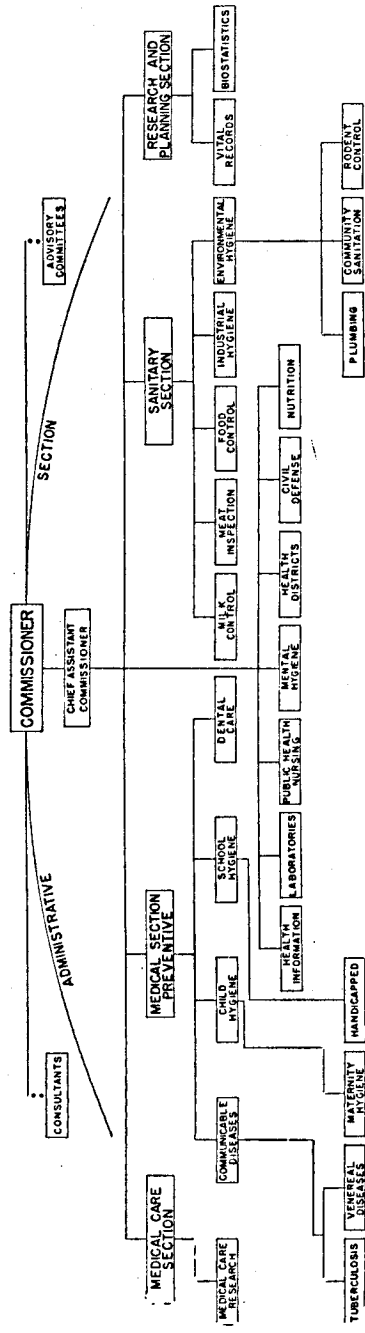 COMMISSIONER
CHIEF ASSISTANT
COMMISSIONER
CONSULTANTS
ADVISORY
COMMITTEES
ADMINISTRATIVE
SECTION
MEDICAL CARE
SECTION
MEDICAL SECTION
PREVENTIVE
SANITARY
SECTION
RESEARCH AND
PLANNING SECTION
MEDICAL CARE
RESEARCH
COMMUNICABLE
DISEASES
CHILD
HYGIENE
SCHOOL
HYGIENE
DENTAL
CARE
MILK
CONTROL
MEAT
INSPECTION
FOOD
CONTROL
INDUSTRIAL
HYGIENE
ENVIRONMENTAL
HYGIENE
VITAL
RECORDS
BIOSTATISTICS
HEALTH
INFORMATION
LABORATORIES
PUBLIC HEALTH
NURSING
MENTAL
HYGIENE
HEALTH
DISTRICTS
CIVIL
DEFENSE
NUTRITION
TUBERCULOSIS
VENEREAL
DISEASES
MATERNITY
HYGIENE
HANDICAPPED
PLUMBING
COMMUNITY
SANITATION
RODENT
CONTROL